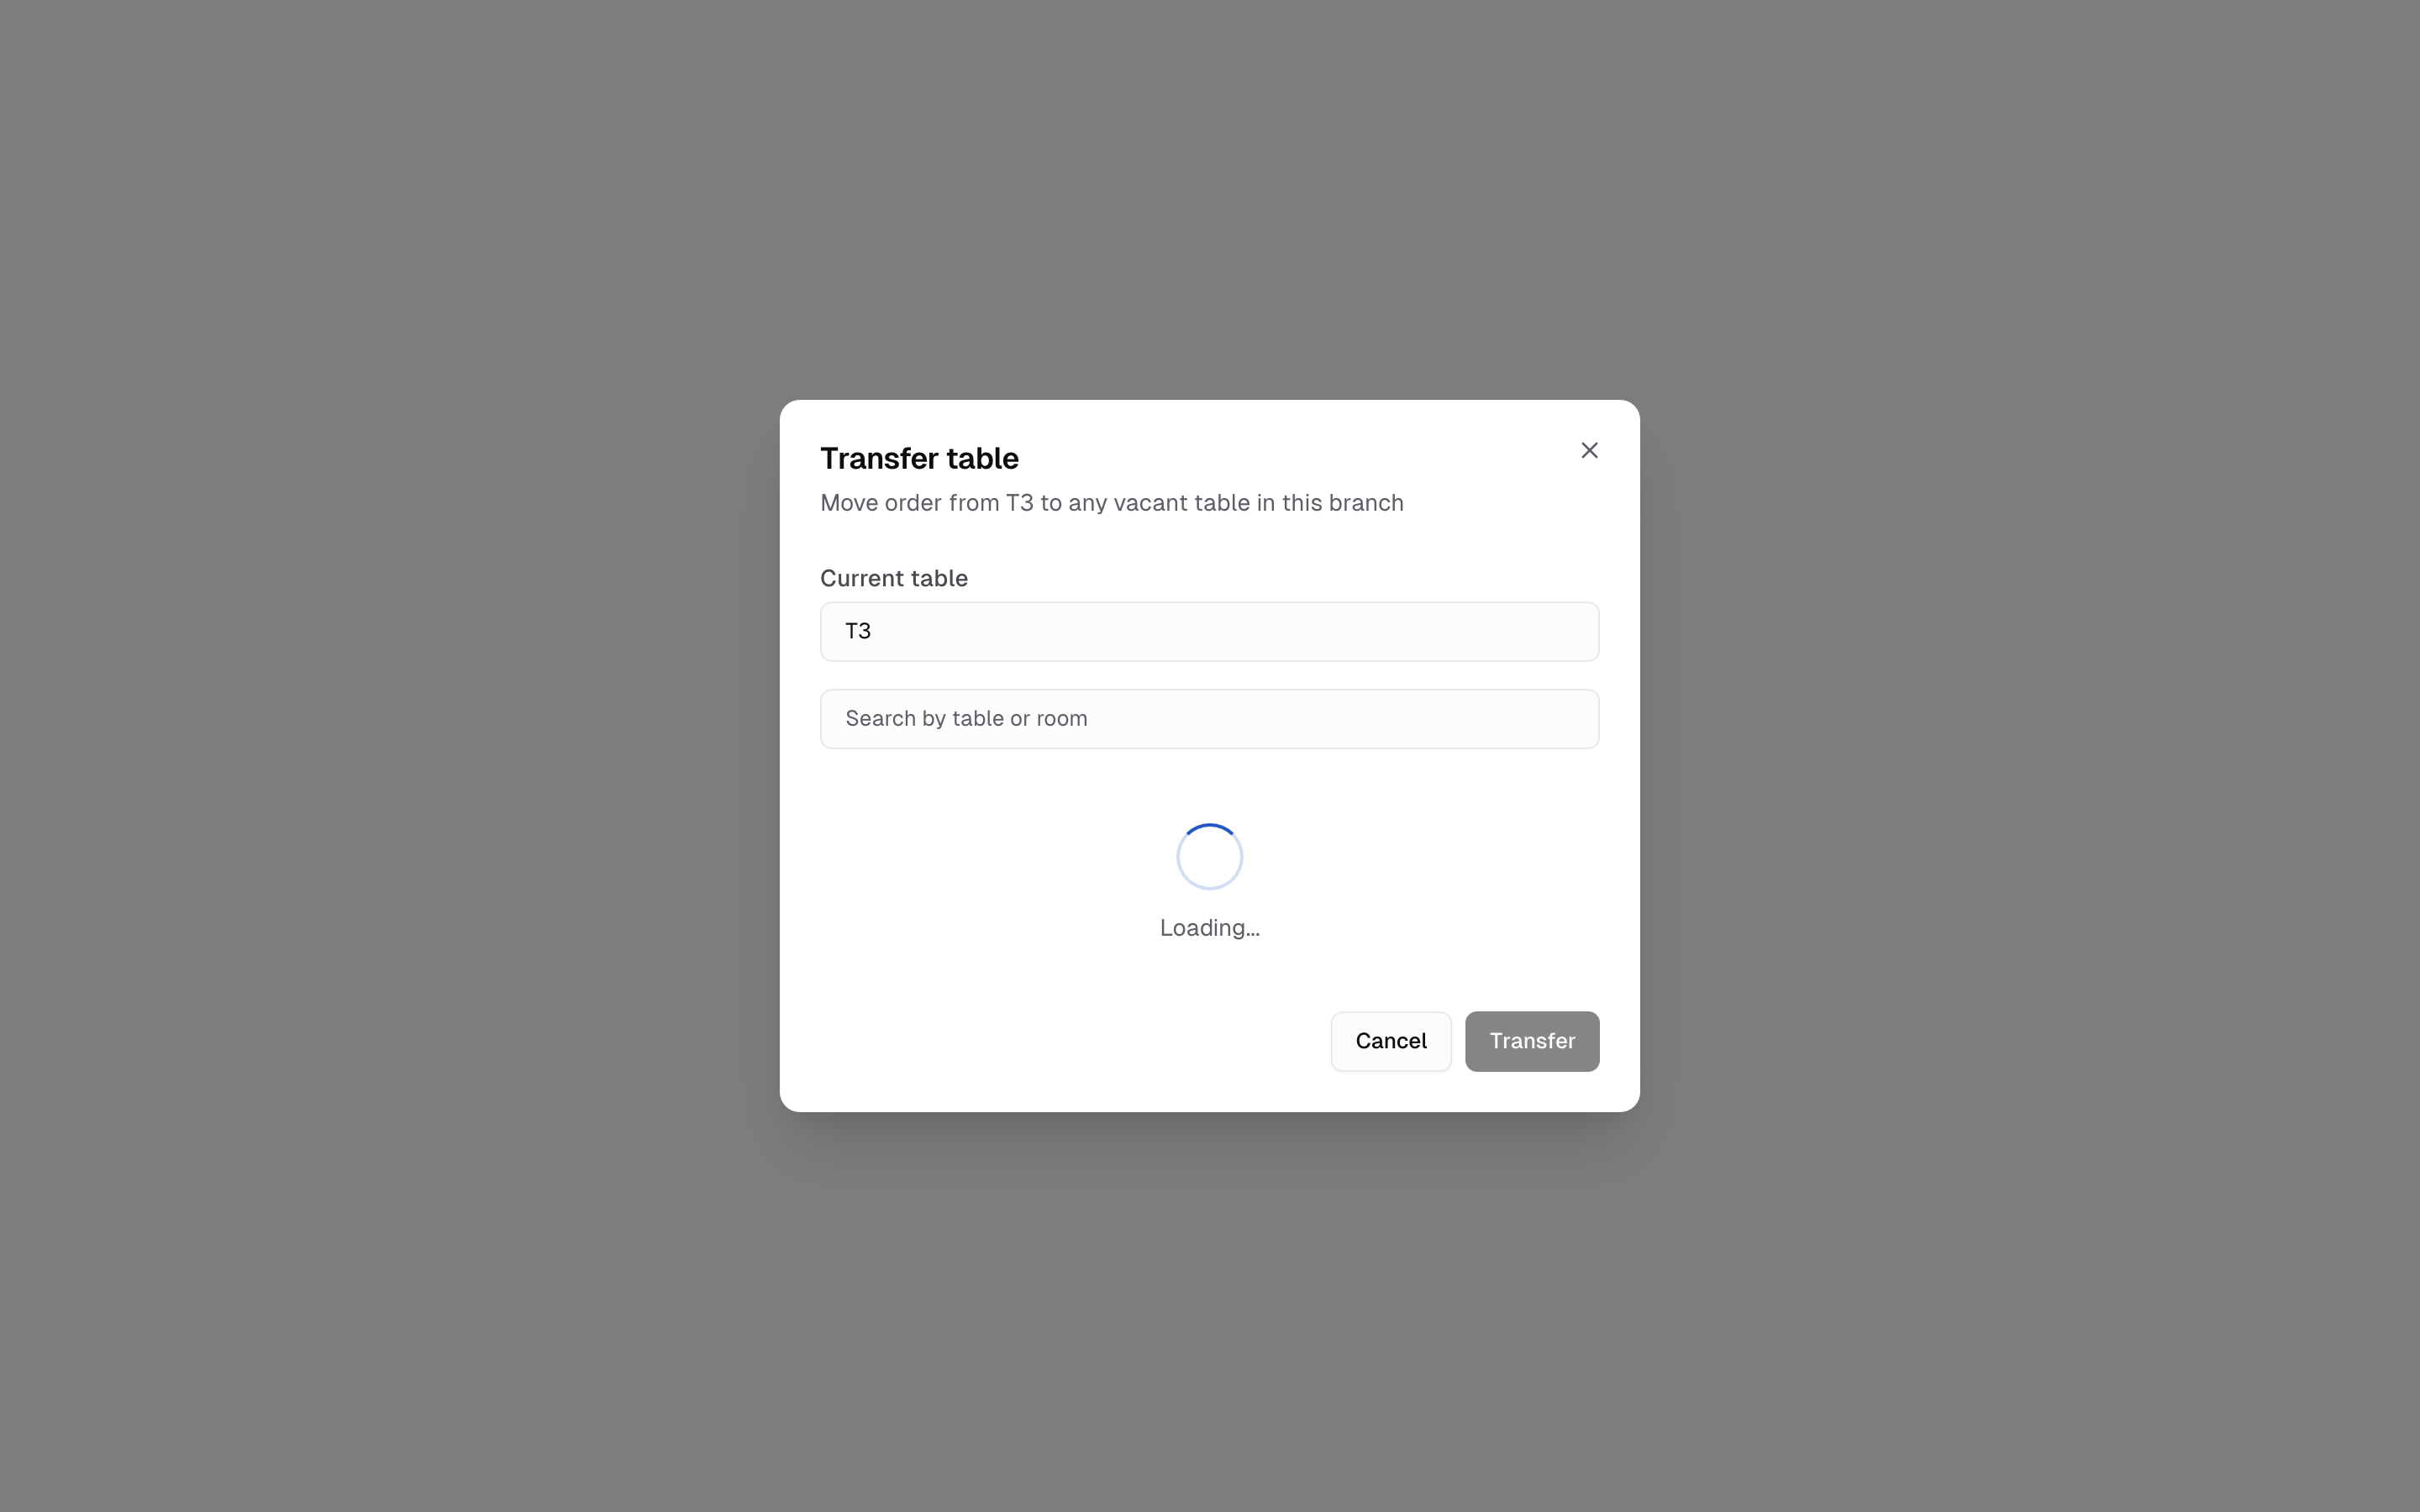 Transfer table
Move order from T3 to any vacant table in this branch
Current table
T3
Search by table or room
Loading...
Cancel
Transfer